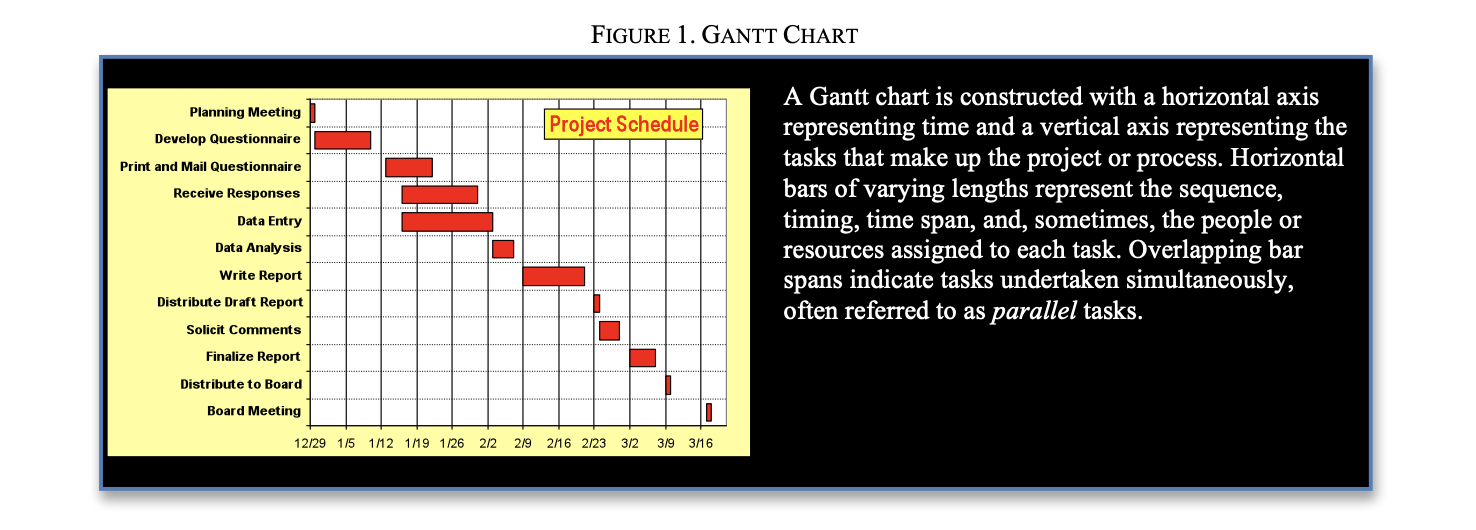 FIGURE 1. GANTT CHART
Project Schedule
Planning Meeting
Develop Questionnaire
Print and Mail Questionnaire
Receive Responses
Data Entry
Data Analysis
Write Report
Distribute Draft Report
Solicit Comments
Finalize Report
Distribute to Board
Board Meeting
12/29 1/5 1/12 1/19 1/26 2/2 2/9 2/16 2/23 3/2 3/9 3/16
A Gantt chart is constructed with a horizontal axis
representing time and a vertical axis representing the
tasks that make up the project or process. Horizontal
bars of varying lengths represent the sequence,
timing, time span, and, sometimes, the people or
resources assigned to each task. Overlapping bar
spans indicate tasks undertaken simultaneously,
often referred to as parallel tasks.